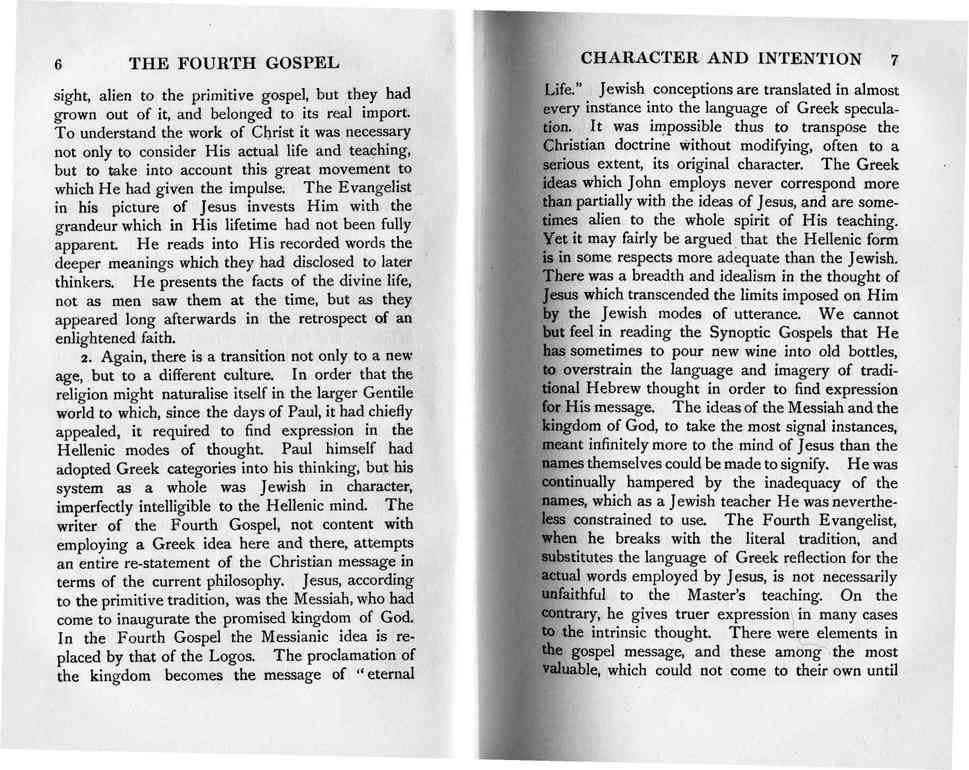 6 THE FOURTH GOSPEL
sight, alien to the primitive gospel, but they had
grown out of it, and belonged to its real import.
To understand the work of Christ it was necessary
not only to consider His actual life and teaching,
but to take into account this great movement to
which He had given the impulse. The Evangelist
in his picture of Jesus invests Him with the
grandeur which in His lifetime had not been fully
apparent. He reads into His recorded words the
deeper meanings which they had disclosed to later
thinkers. He presents the facts of the divine life,
not as men saw them at the time, but as they
appeared long afterwards in the retrospect of an
enlightened faith.
2. Again, there is a transition not only to a new
age, but to a different culture. In order that the
religion might naturalise itself in the larger Gentile
world to which, since the days of Paul, it had chiefly
appealed, it required to find expression in the
Hellenic modes of thought. Paul himself had
adopted Greek categories into his thinking, but his
system as a whole was Jewish in character,
imperfectly intelligible to the Hellenic mind. The
writer of the Fourth Gospel, not content with
employing a Greek idea here and there, attempts
an entire re-statement of the Christian message in
terms of the current philosophy. Jesus, according
to the primitive tradition, was the Messiah, who had
come to inaugurate the promised kingdom of God.
In the Fourth Gospel the Messianic idea is re-
placed by that of the Logos. The proclamation of
the kingdom becomes the message of "eternal
CHARACTER AND INTENTION 7
Life." Jewish conceptions are translated in almost
every instance into the language of Greek specula-
tion. It was impossible thus to transpose the
Christian doctrine without modifying, often to a
serious extent, its original character. The Greek
ideas which John employs never correspond more
than partially with the ideas of Jesus, and are some-
times alien to the whole spirit of His teaching.
Yet it may fairly be argued that the Hellenic form
is in some respects more adequate than the Jewish.
There was a breadth and idealism in the thought of
Jesus which transcended the limits imposed on Him
by the Jewish modes of utterance. We cannot
but feel in reading the Synoptic Gospels that He
has sometimes to pour new wine into old bottles,
to overstrain the language and imagery of tradi-
tional Hebrew thought in order to find expression
for His message. The ideas of the Messiah and the
kingdom of God, to take the most signal instances,
meant infinitely more to the mind of Jesus than the
names themselves could be made to signify. He was
continually hampered by the inadequacy of the
names, which as a Jewish teacher He was neverthe-
less constrained to use. The Fourth Evangelist,
when he breaks with the literal tradition, and
substitutes the language of Greek reflection for the
actual words employed by Jesus, is not necessarily
unfaithful to the Master's teaching. On the
contrary, he gives truer expression in many cases
to the intrinsic thought. There were elements in
the gospel message, and these among the most
valuable, which could not come to their own until